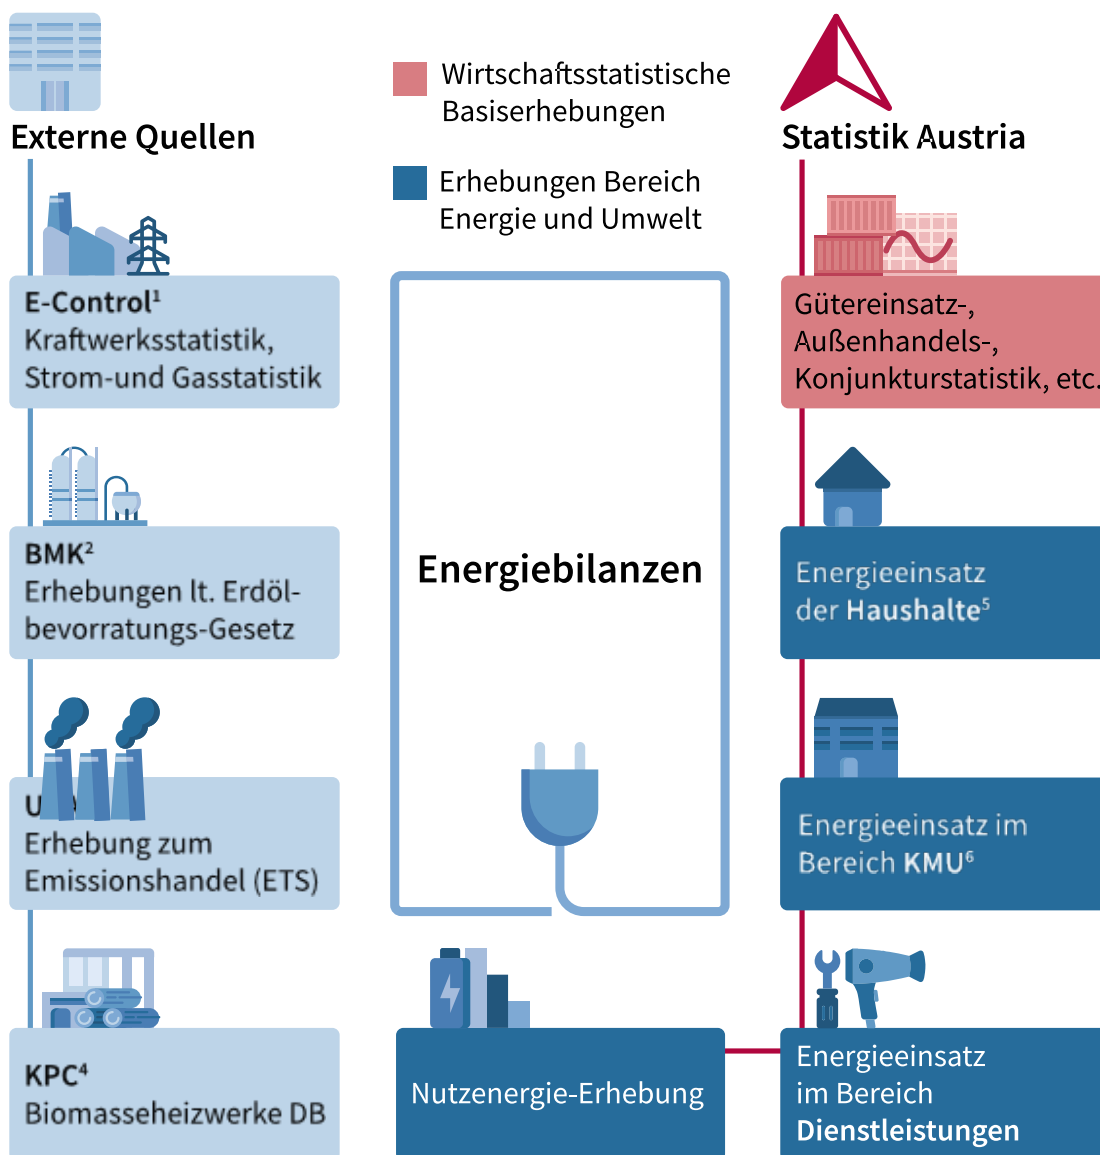 Externe Quellen
E-Control¹
Kraftwerksstatistik,
Strom-und Gasstatistik
BMK²
Erhebungen lt. Erdöl-
bevorratungs-Gesetz
Erhebung zum
Emissionshandel (ETS)
KPC⁴
Biomasseheizwerke DB
Wirtschaftsstatistische
Basiserhebungen
Erhebungen Bereich
Energie und Umwelt
Energiebilanzen
Nutzenergie-Erhebung
Statistik Austria
Gütereinsatz-,
Außenhandels-,
Konjunkturstatistik, etc.
Energieeinsatz
der Haushalte⁵
Energieeinsatz im
Bereich KMU⁶
Energieeinsatz
im Bereich
Dienstleistungen